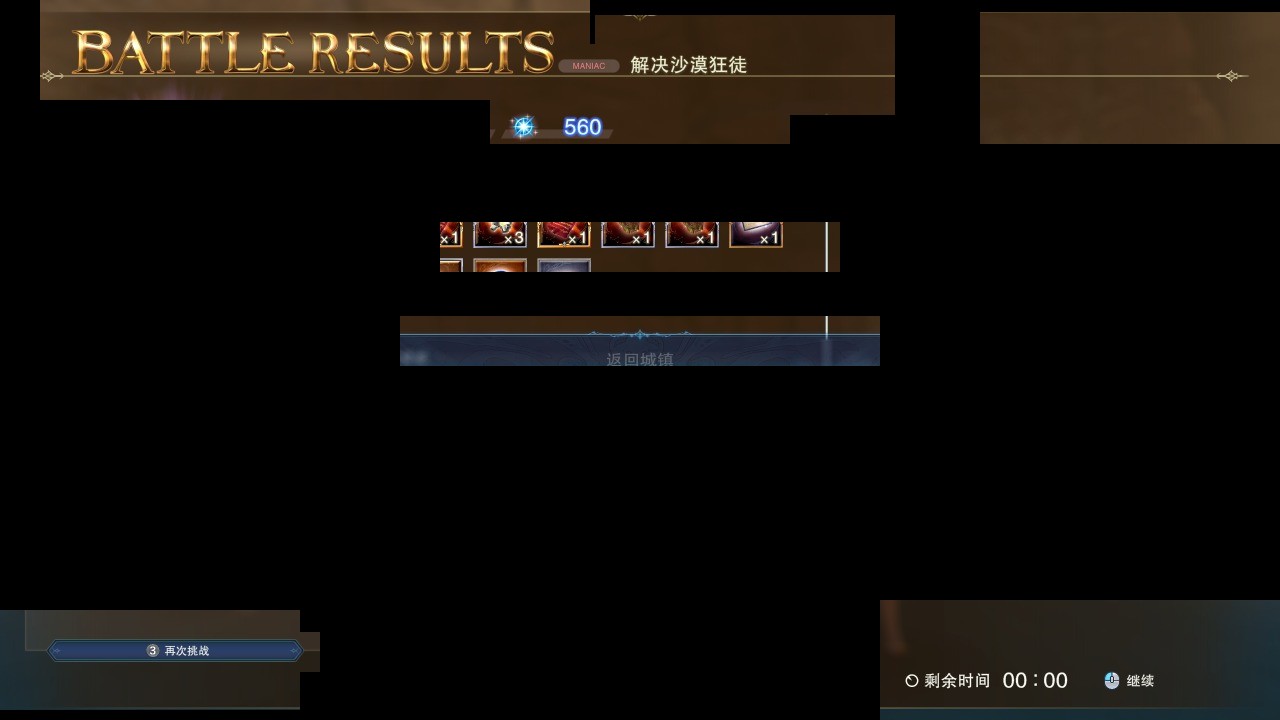 BATTLE RESULTS MANIAC 解决沙漠狂徒
560
×1 ×3 ×1 ×1 ×1 ×1
返回城镇
3 再次挑战
剩余时间 00:00 继续